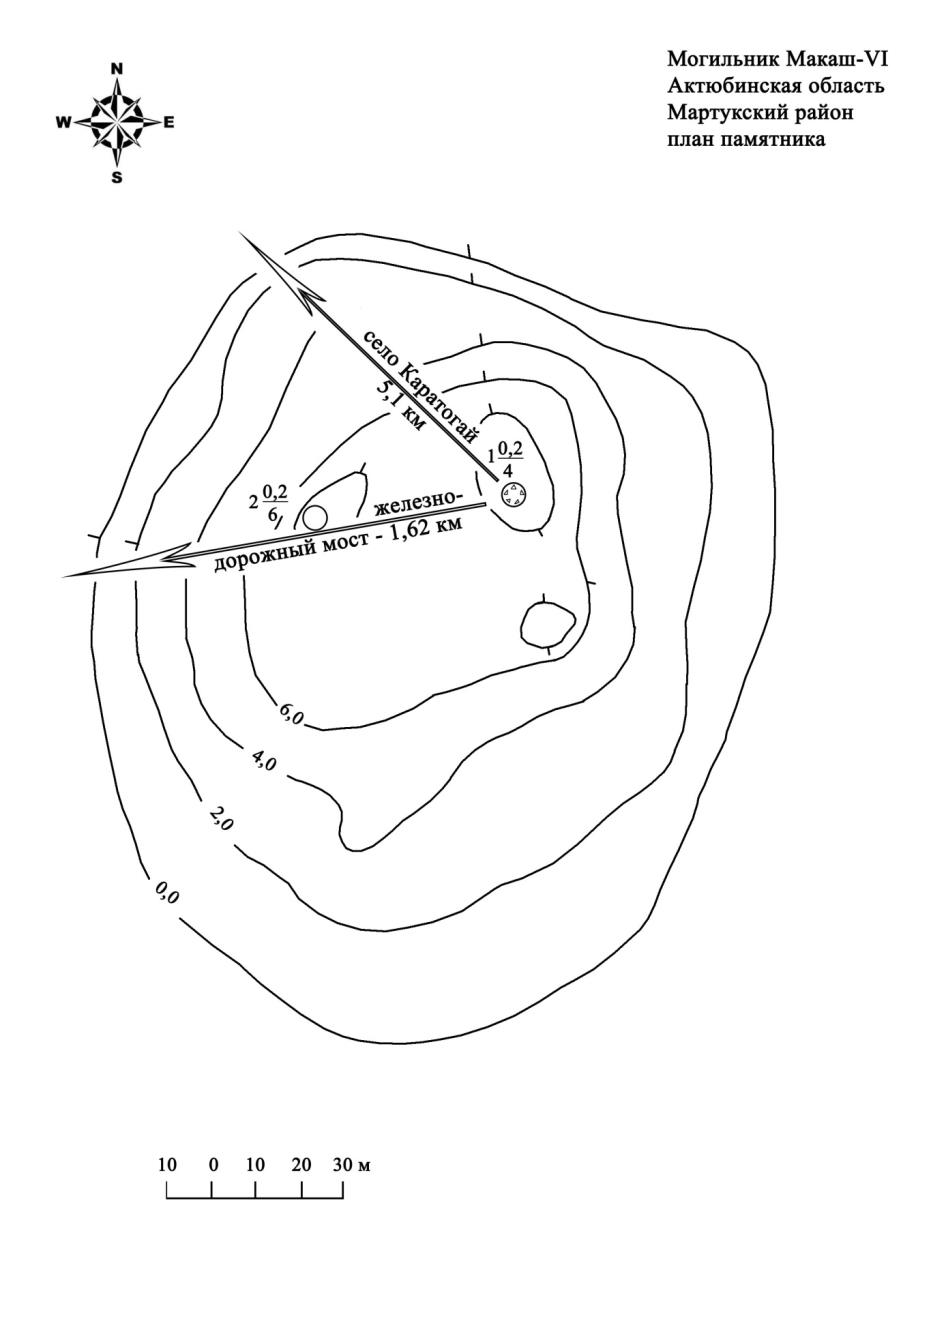 Могильник Макаш-VI
Актюбинская область
Мартукский район
план памятника
N
W E
S
село Каратогай
5,1 км
1 0,2
4
2 0,2
6
железно-
дорожный мост - 1,62 км
6,0
4,0
2,0
0,0
10 0 10 20 30 м